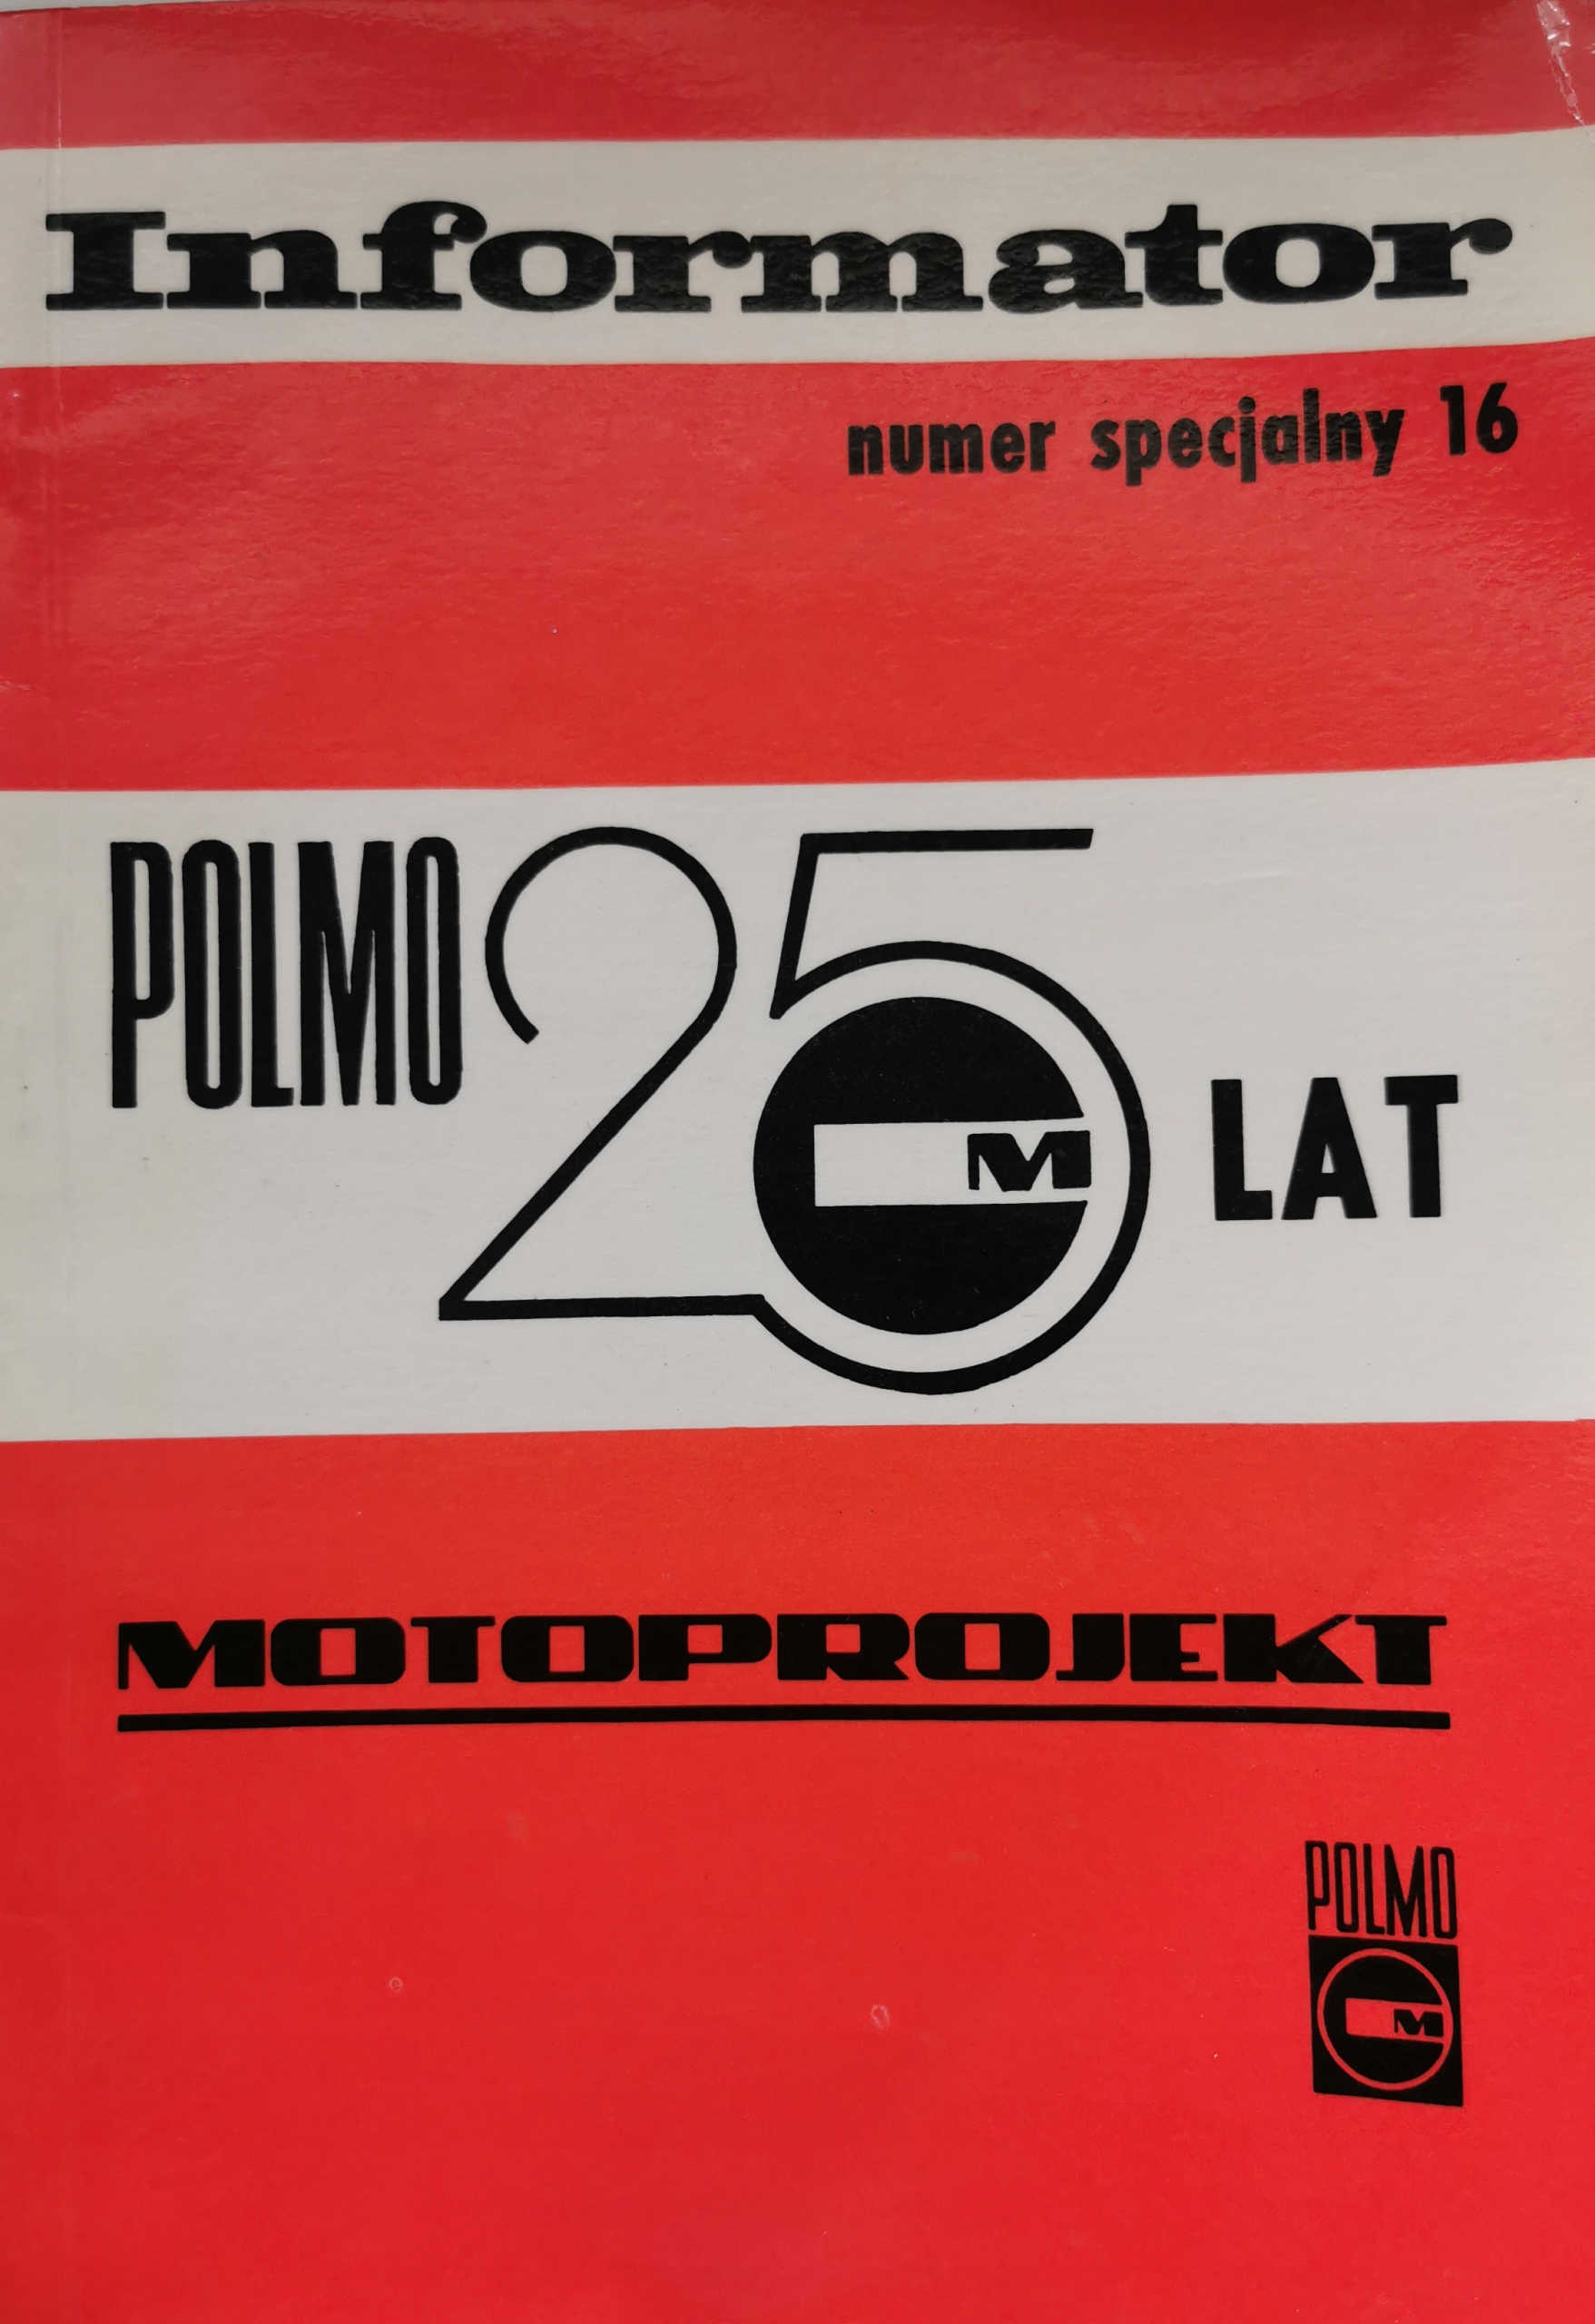 Informator
numer specjalny 16
POLMO 25 LAT
M
MOTOPROJEKT
POLMO
M